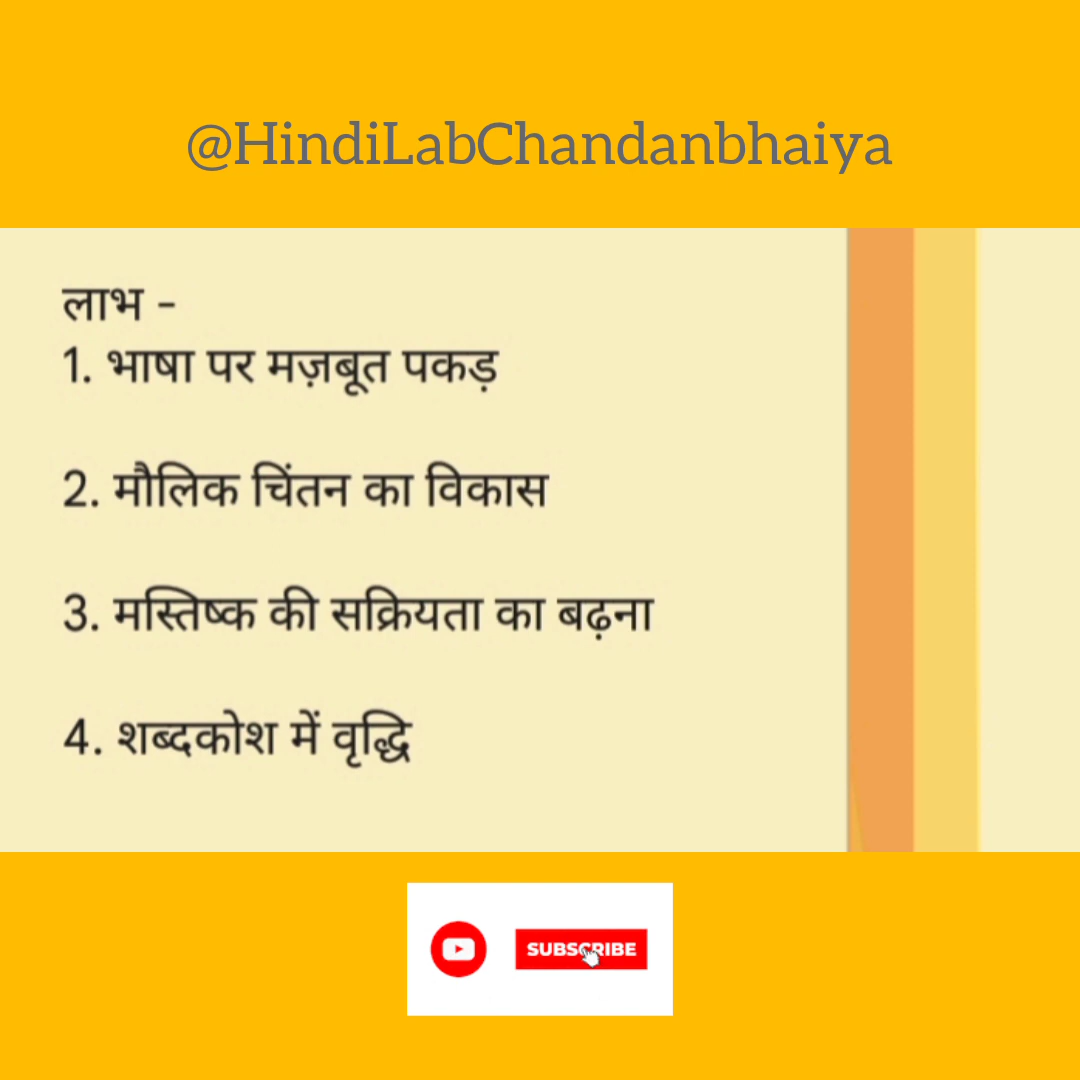 @HindiLabChandanbhaiya
लाभ -
1. भाषा पर मज़बूत पकड़
2. मौलिक चिंतन का विकास
3. मस्तिष्क की सक्रियता का बढ़ना
4. शब्दकोश में वृद्धि
SUBSCRIBE